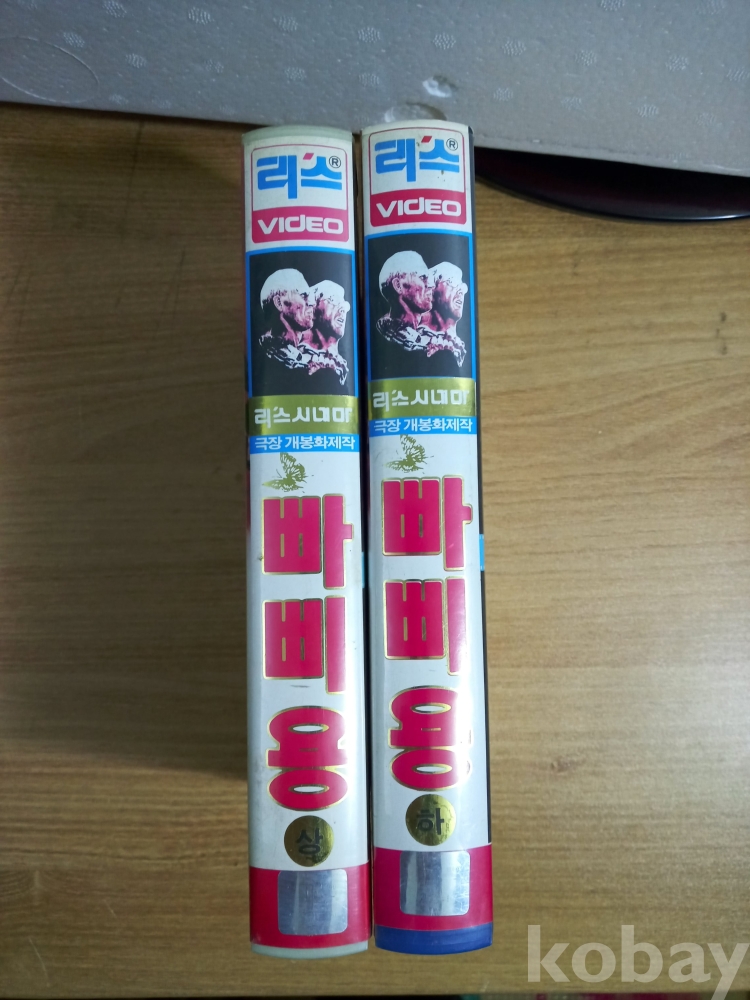 리스®
VIDEO
리스시네마
극장 개봉화제작
빠삐용
상
리스®
VIDEO
리스시네마
극장 개봉화제작
빠삐용
하
kobay